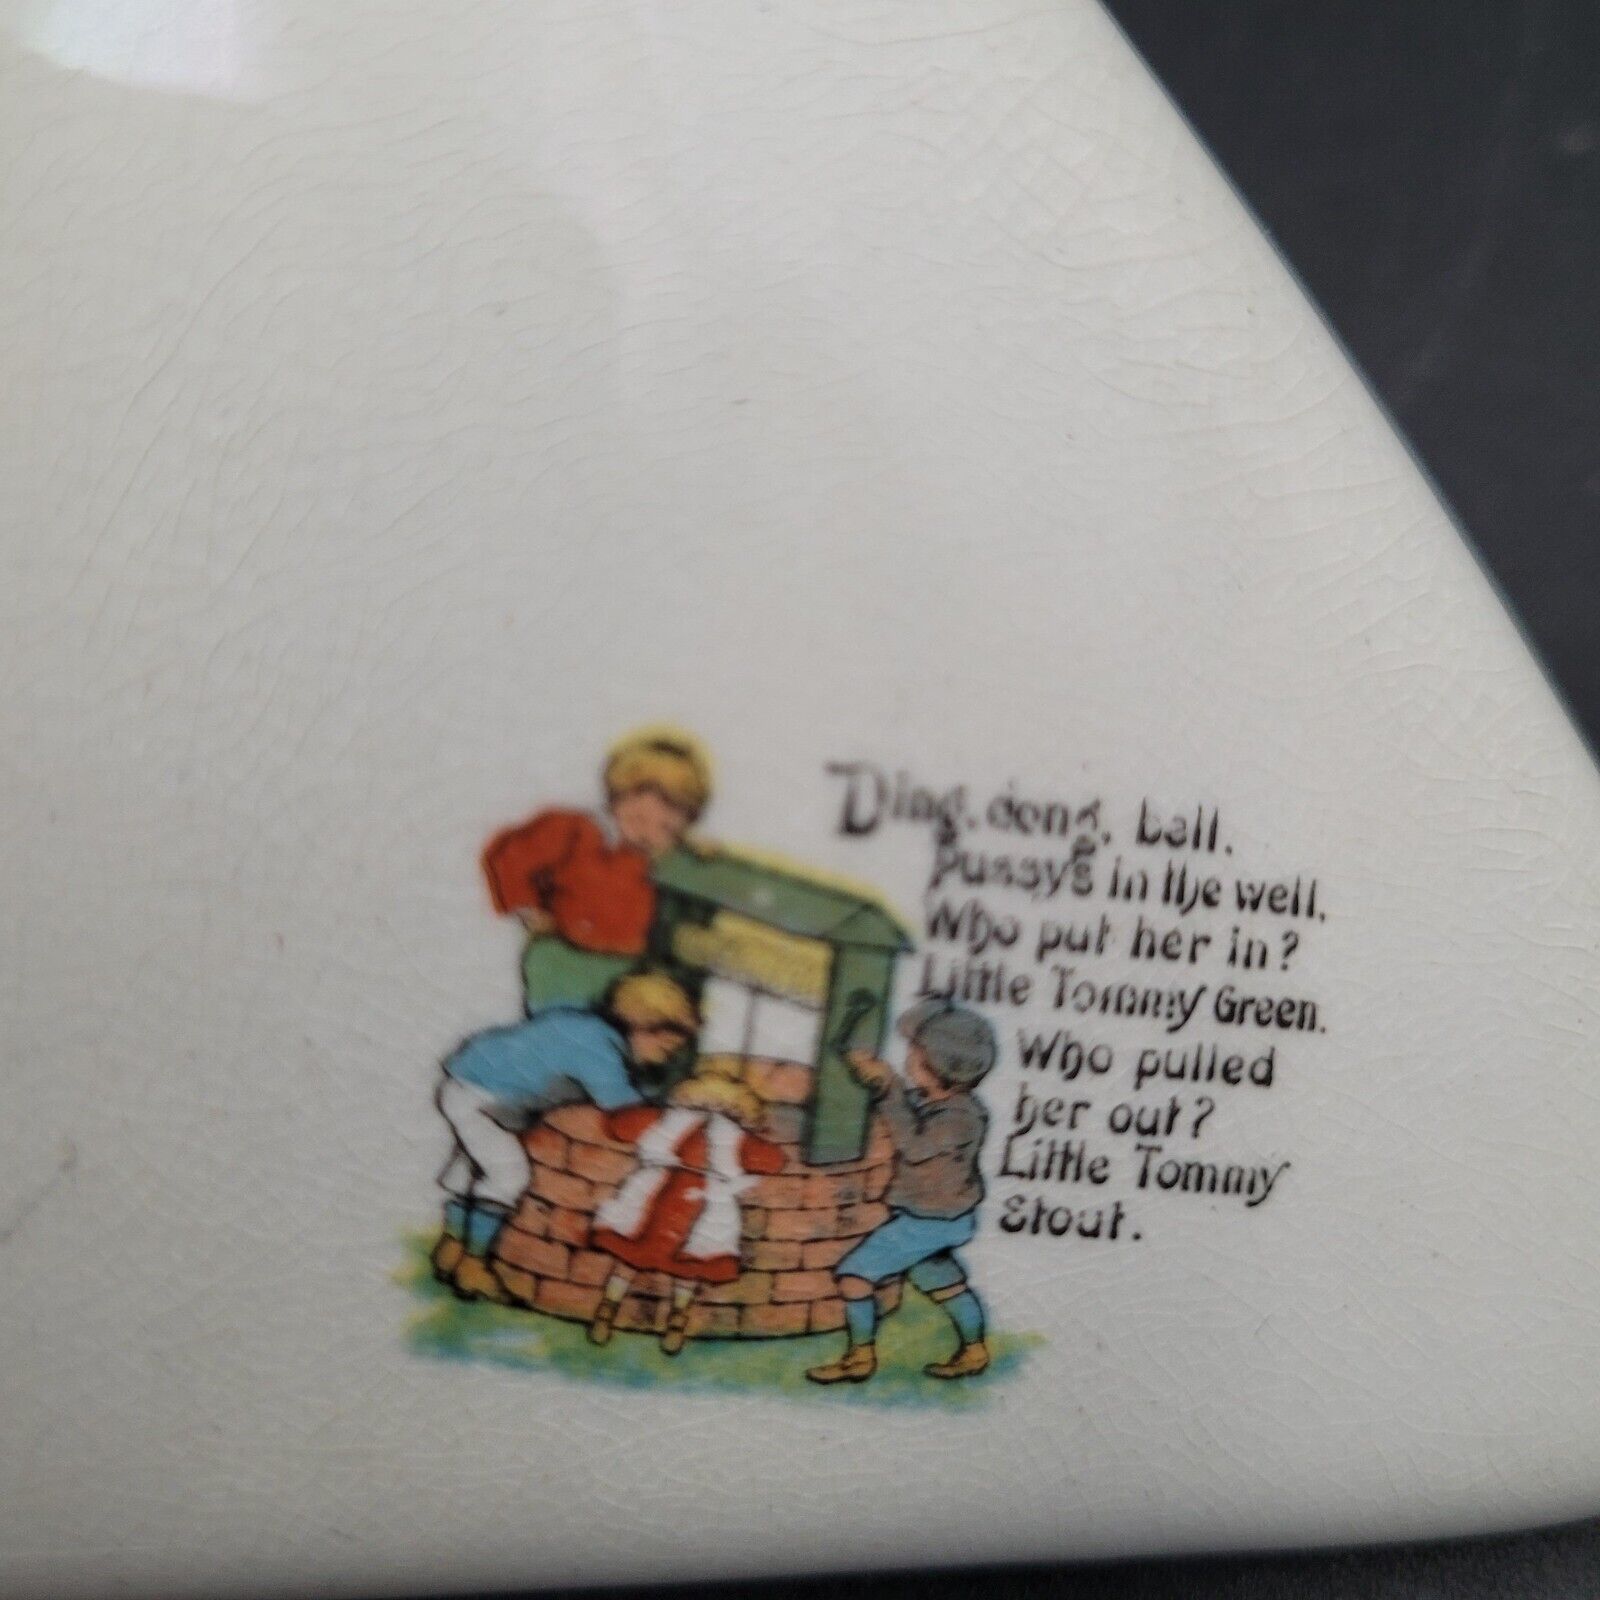 Ding, dong, bell.
Pussy's in the well.
Who put her in?
Little Tommy Green.
Who pulled
her out?
Little Tommy
Stout.